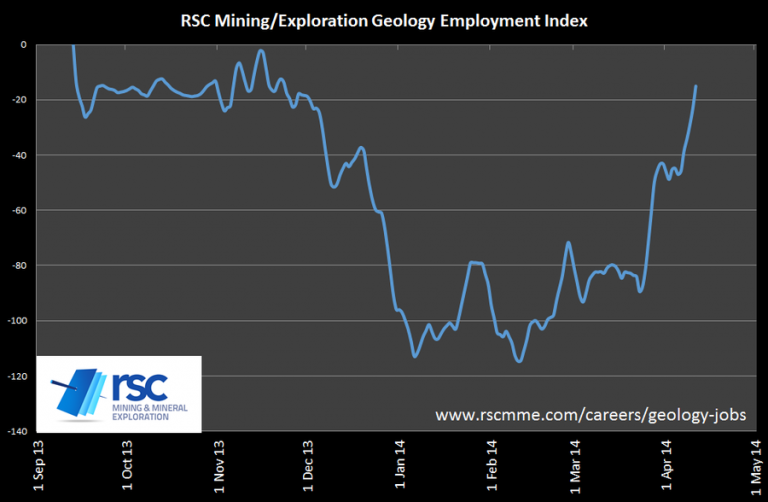 RSC Mining/Exploration Geology Employment Index
0
-20
-40
-60
-80
-100
-120
-140
rsc
MINING & MINERAL
EXPLORATION
www.rscmme.com/careers/geology-jobs
1 Sep 13
1 Oct 13
1 Nov 13
1 Dec 13
1 Jan 14
1 Feb 14
1 Mar 14
1 Apr 14
1 May 14